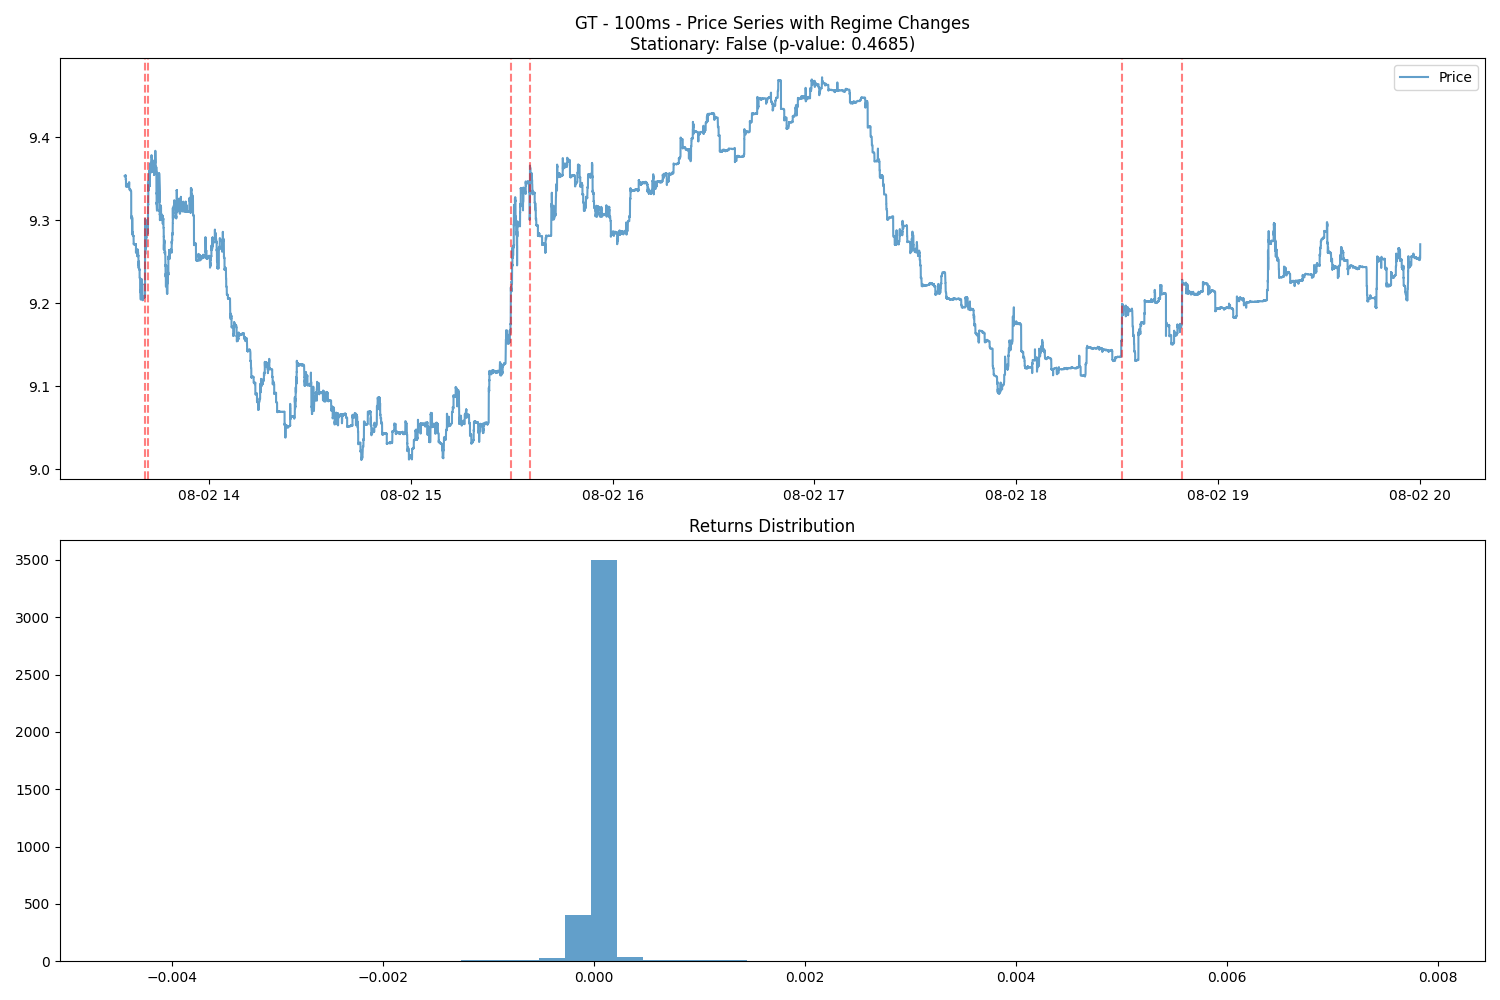 GT - 100ms - Price Series with Regime Changes
Stationary: False (p-value: 0.4685)
Price
9.4
9.3
9.2
9.1
9.0
08-02 14 08-02 15 08-02 16 08-02 17 08-02 18 08-02 19 08-02 20
Returns Distribution
3500
3000
2500
2000
1500
1000
500
0
−0.004 −0.002 0.000 0.002 0.004 0.006 0.008